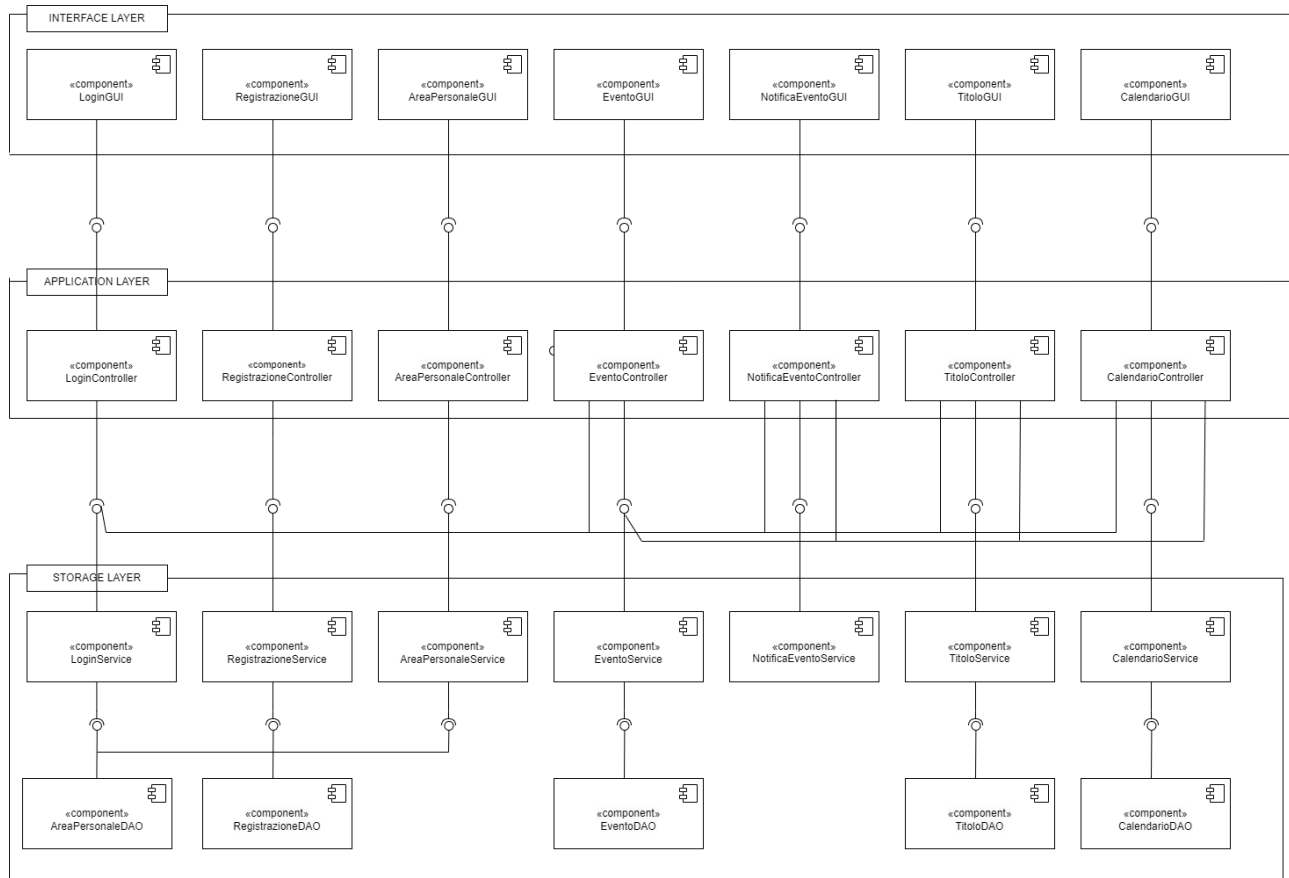 INTERFACE LAYER
«component»
LoginGUI
«component»
RegistrazioneGUI
«component»
AreaPersonaleGUI
«component»
EventoGUI
«component»
NotificaEventoGUI
«component»
TitoloGUI
«component»
CalendarioGUI
APPLICATION LAYER
«component»
LoginController
«component»
RegistrazioneController
«component»
AreaPersonaleController
«component»
EventoController
«component»
NotificaEventoController
«component»
TitoloController
«component»
CalendarioController
STORAGE LAYER
«component»
LoginService
«component»
RegistrazioneService
«component»
AreaPersonaleService
«component»
EventoService
«component»
NotificaEventoService
«component»
TitoloService
«component»
CalendarioService
«component»
AreaPersonaleDAO
«component»
RegistrazioneDAO
«component»
EventoDAO
«component»
TitoloDAO
«component»
CalendarioDAO